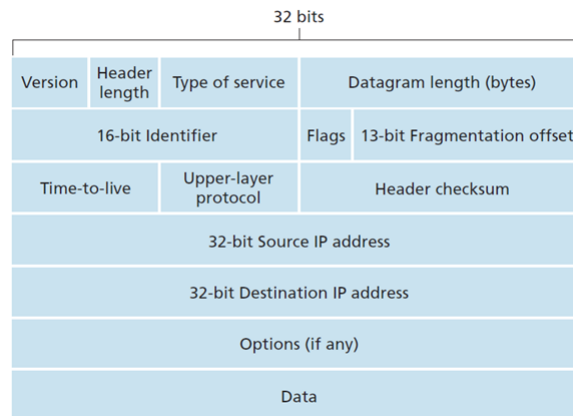 32 bits
Version
Header
length
Type of service
Datagram length (bytes)
16-bit Identifier
Flags
13-bit Fragmentation offset
Time-to-live
Upper-layer
protocol
Header checksum
32-bit Source IP address
32-bit Destination IP address
Options (if any)
Data